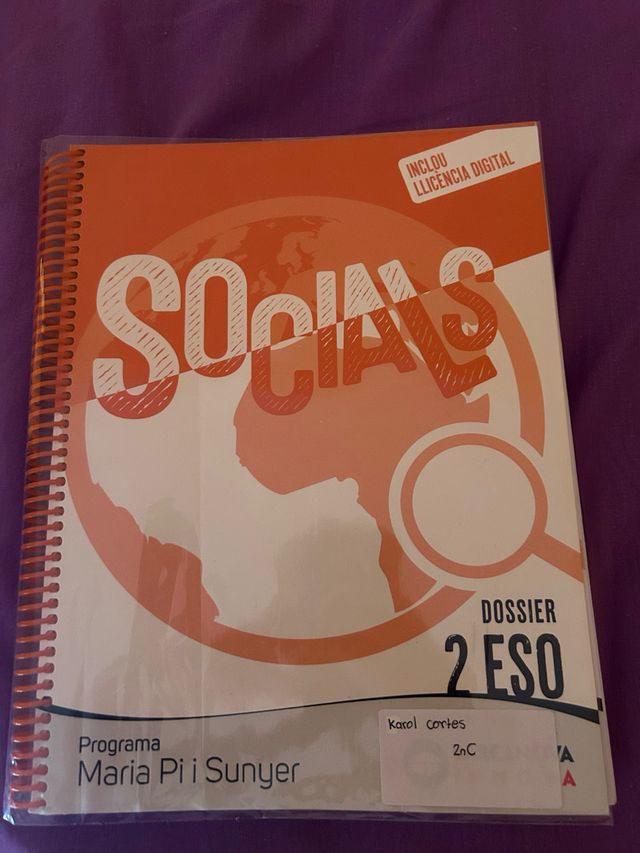 INCLOU
LLICÈNCIA DIGITAL
SOCIALS
DOSSIER
2 ESO
Programa
Maria Pi i Sunyer
Karol cortes
2nC